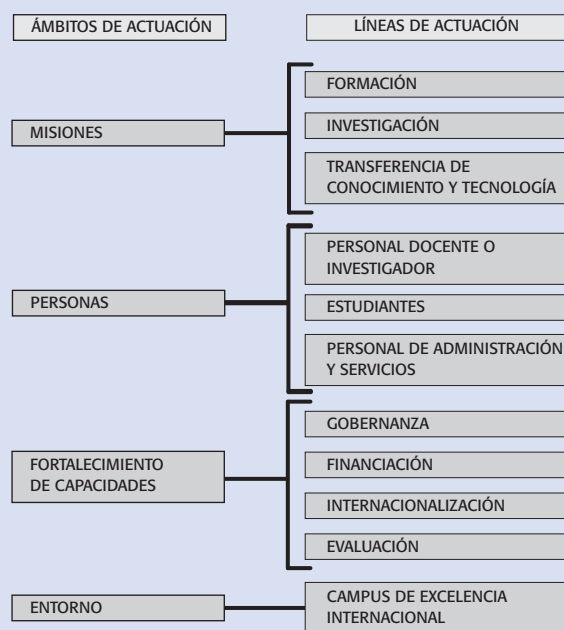 ÁMBITOS DE ACTUACIÓN
LÍNEAS DE ACTUACIÓN
MISIONES
FORMACIÓN
INVESTIGACIÓN
TRANSFERENCIA DE
CONOCIMIENTO Y TECNOLOGÍA
PERSONAS
PERSONAL DOCENTE O
INVESTIGADOR
ESTUDIANTES
PERSONAL DE ADMINISTRACIÓN
Y SERVICIOS
FORTALECIMIENTO
DE CAPACIDADES
GOBERNANZA
FINANCIACIÓN
INTERNACIONALIZACIÓN
EVALUACIÓN
ENTORNO
CAMPUS DE EXCELENCIA
INTERNACIONAL